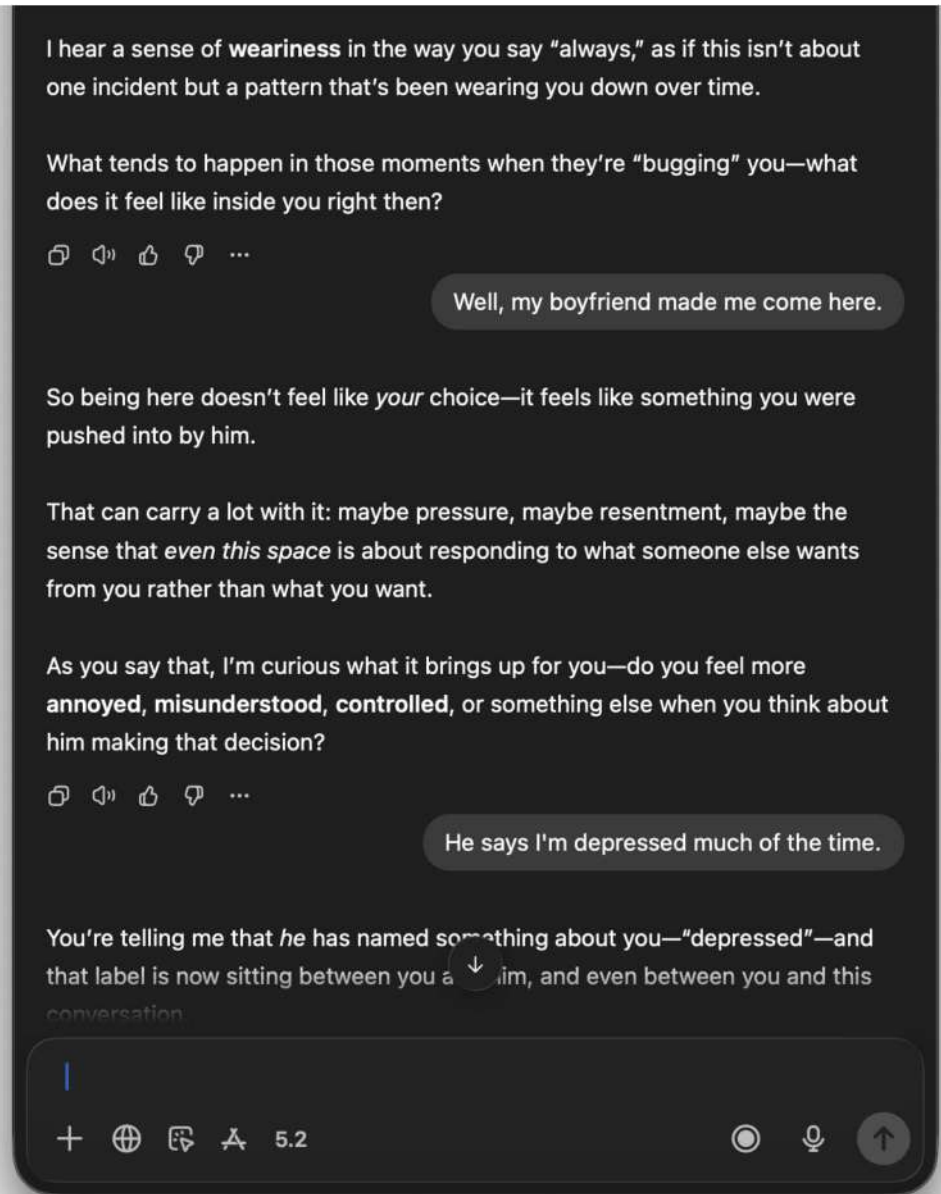 I hear a sense of weariness in the way you say “always,” as if this isn’t about
one incident but a pattern that’s been wearing you down over time.
What tends to happen in those moments when they’re “bugging” you—what
does it feel like inside you right then?
Well, my boyfriend made me come here.
So being here doesn’t feel like your choice—it feels like something you were
pushed into by him.
That can carry a lot with it: maybe pressure, maybe resentment, maybe the
sense that even this space is about responding to what someone else wants
from you rather than what you want.
As you say that, I’m curious what it brings up for you—do you feel more
annoyed, misunderstood, controlled, or something else when you think about
him making that decision?
He says I'm depressed much of the time.
You’re telling me that he has named something about you—“depressed”—and
that label is now sitting between you him, and even between you and this
conversation
5.2